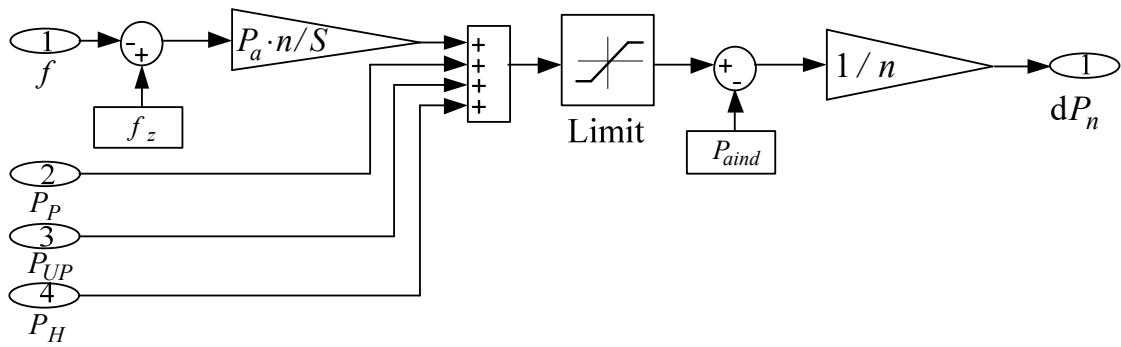 1
f
-
+
f_z
P_a·n/S
2
P_P
3
P_UP
4
P_H
+
+
+
+
Limit
+
-
P_aind
1/n
1
dP_n